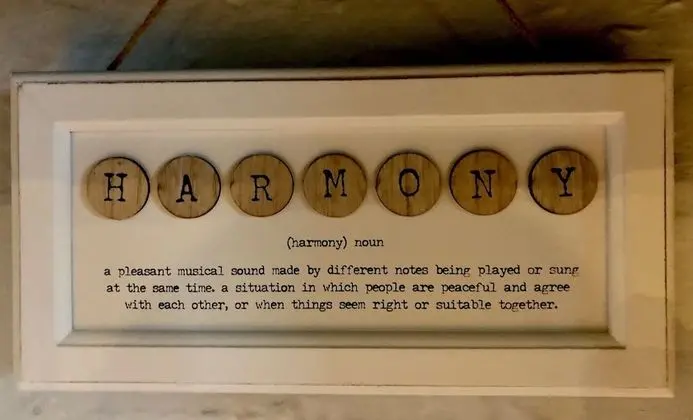 HARMONY
(harmony) noun
a pleasant musical sound made by different notes being played or sung
at the same time. a situation in which people are peaceful and agree
with each other, or when things seem right or suitable together.